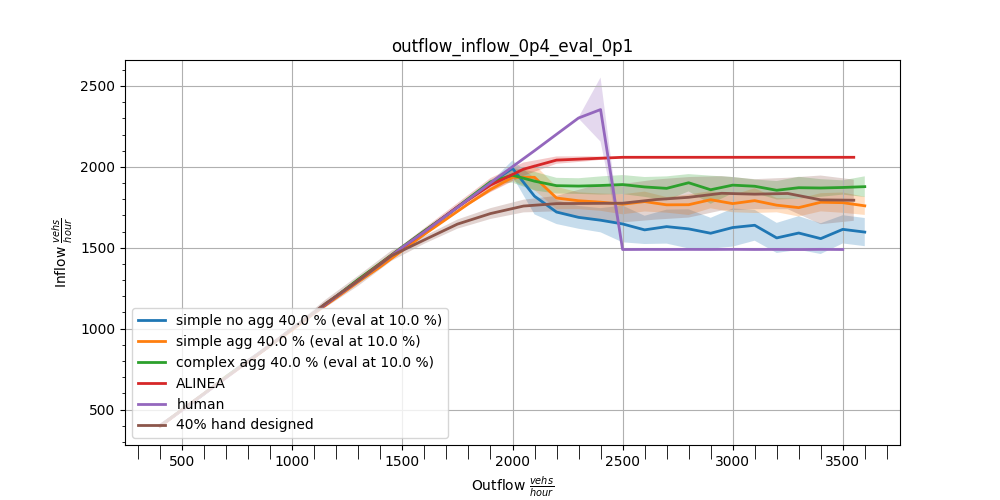 outflow_inflow_0p4_eval_0p1
Inflow vehs/hour
2500
2000
1500
1000
500
simple no agg 40.0 % (eval at 10.0 %)
simple agg 40.0 % (eval at 10.0 %)
complex agg 40.0 % (eval at 10.0 %)
ALINEA
human
40% hand designed
500 1000 1500 2000 2500 3000 3500
Outflow vehs/hour